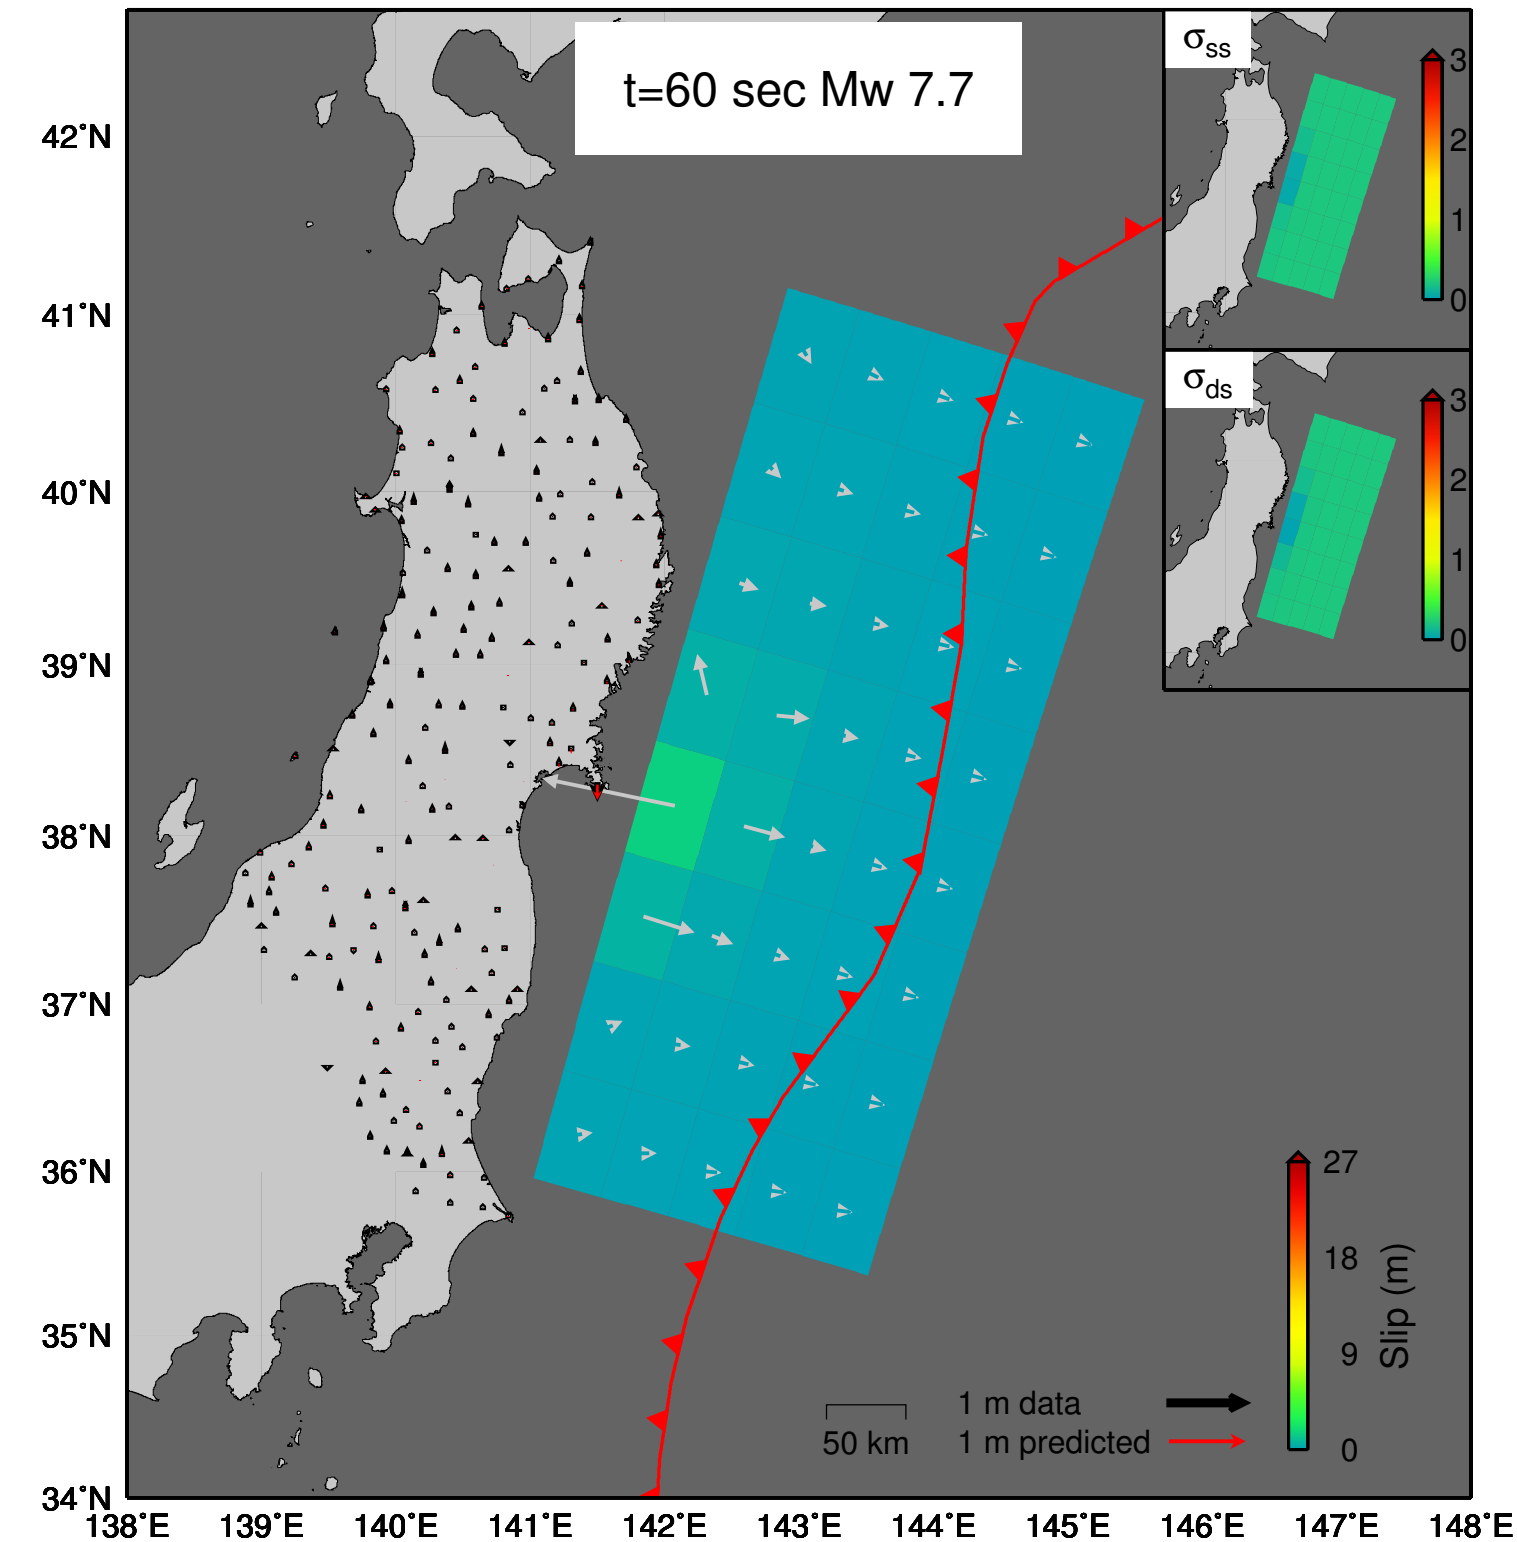 t=60 sec Mw 7.7
σss
3
2
1
0
σds
3
2
1
0
42°N
41°N
40°N
39°N
38°N
37°N
36°N
35°N
34°N
27
18
9
0
Slip (m)
1 m data
50 km
1 m predicted
138°E 139°E 140°E 141°E 142°E 143°E 144°E 145°E 146°E 147°E 148°E